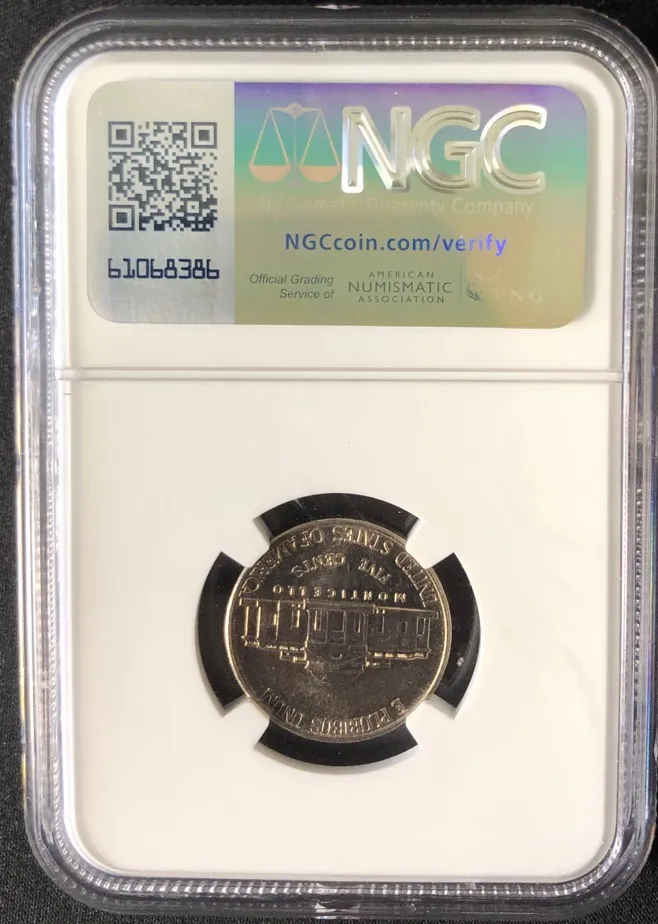 NGC
Numismatic Guaranty Company
NGCcoin.com/verify
61068386
Official Grading
Service of
AMERICAN
NUMISMATIC
ASSOCIATION
PNG
UNITED STATES OF AMERICA
FIVE CENTS
MONTICELLO
E PLURIBUS UNUM